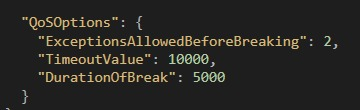 "QoSOptions": {
"ExceptionsAllowedBeforeBreaking": 2,
"TimeoutValue": 10000,
"DurationOfBreak": 5000
}